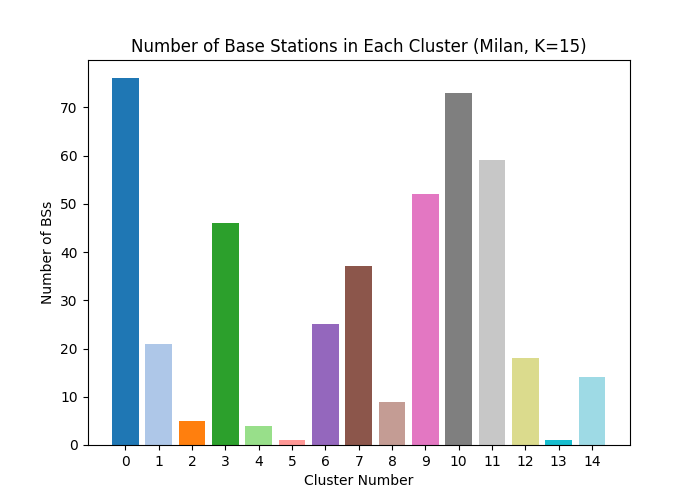 Number of Base Stations in Each Cluster (Milan, K=15)
Number of BSs
70
60
50
40
30
20
10
0
0 1 2 3 4 5 6 7 8 9 10 11 12 13 14
Cluster Number